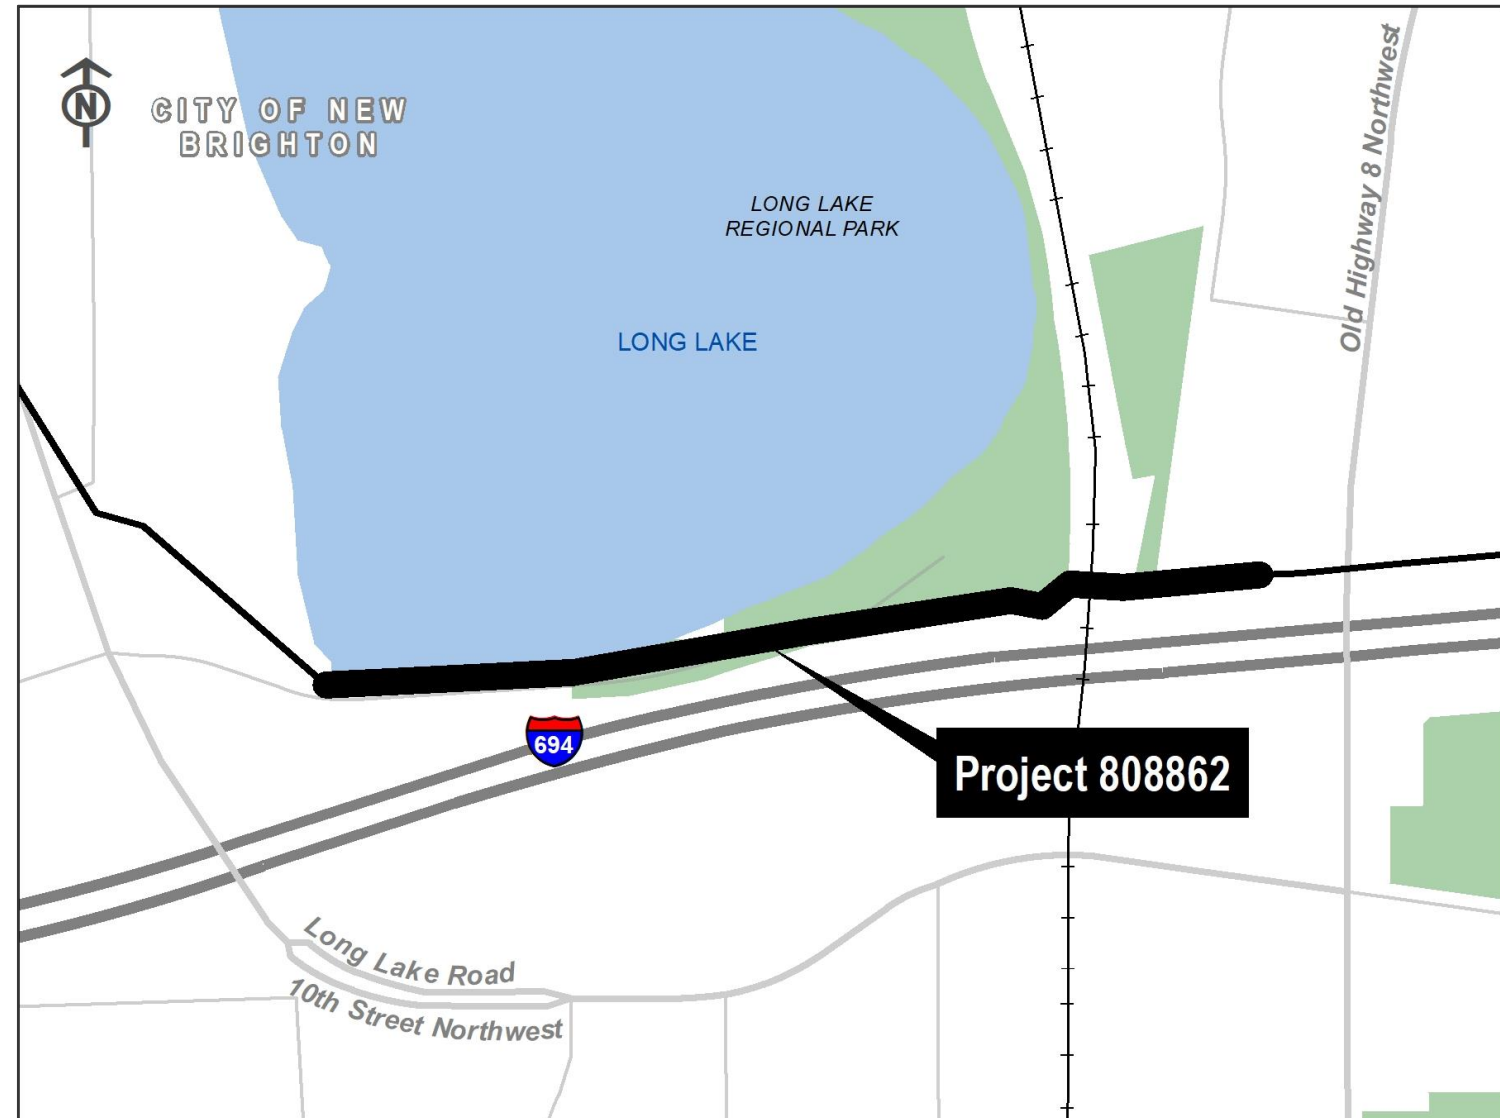 N
CITY OF NEW
BRIGHTON
LONG LAKE
REGIONAL PARK
LONG LAKE
Old Highway 8 Northwest
694
Project 808862
Long Lake Road
10th Street Northwest